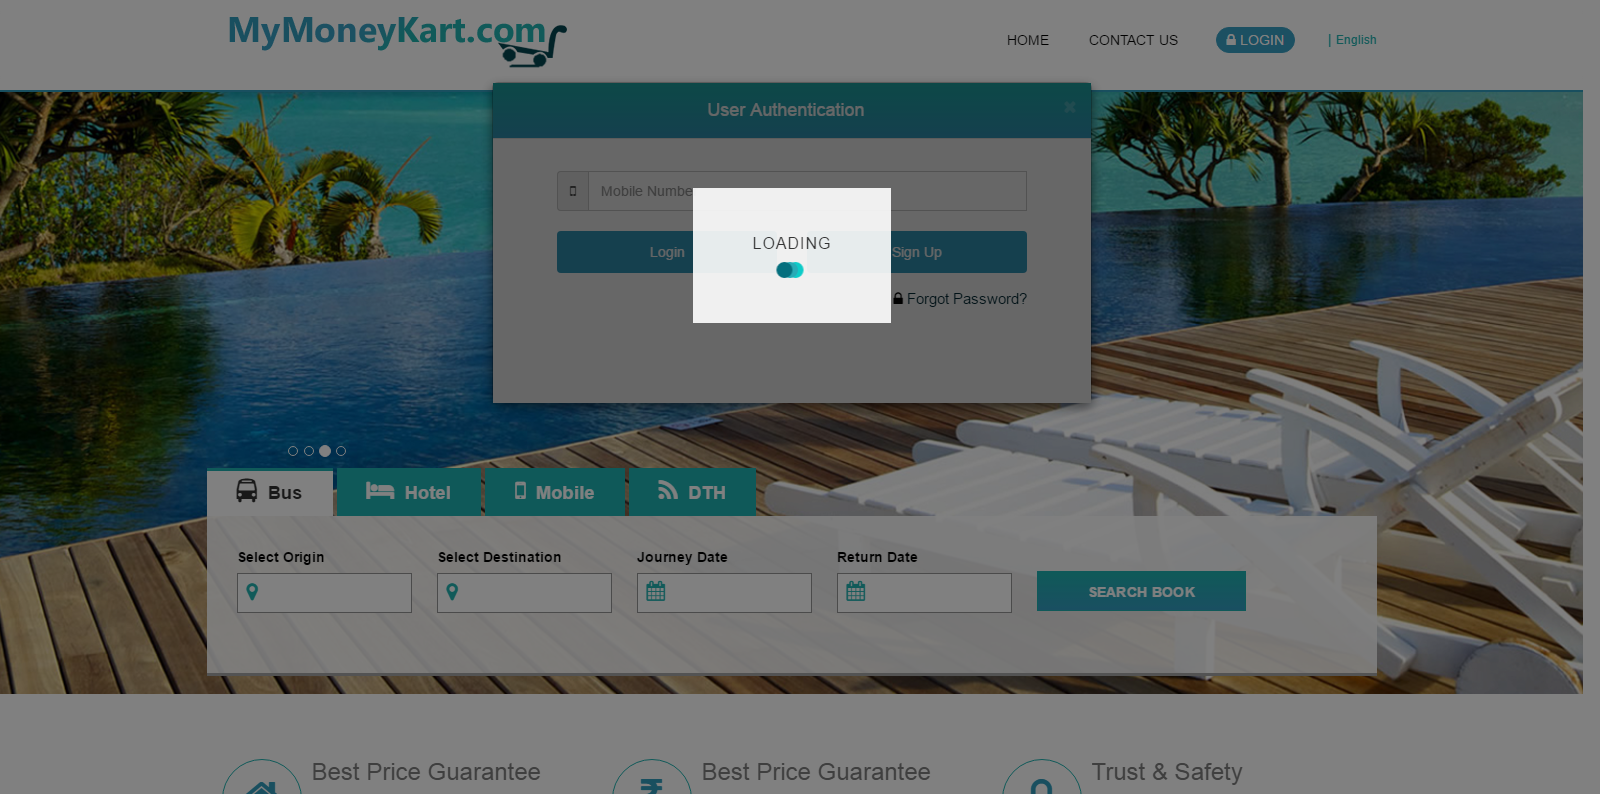 MyMoneyKart.com
HOME
CONTACT US
LOGIN
| English
User Authentication
×
Mobile Numbe
LOADING
Login
Sign Up
Forgot Password?
Bus
Hotel
Mobile
DTH
Select Origin
Select Destination
Journey Date
Return Date
SEARCH BOOK
Best Price Guarantee
Best Price Guarantee
Trust & Safety